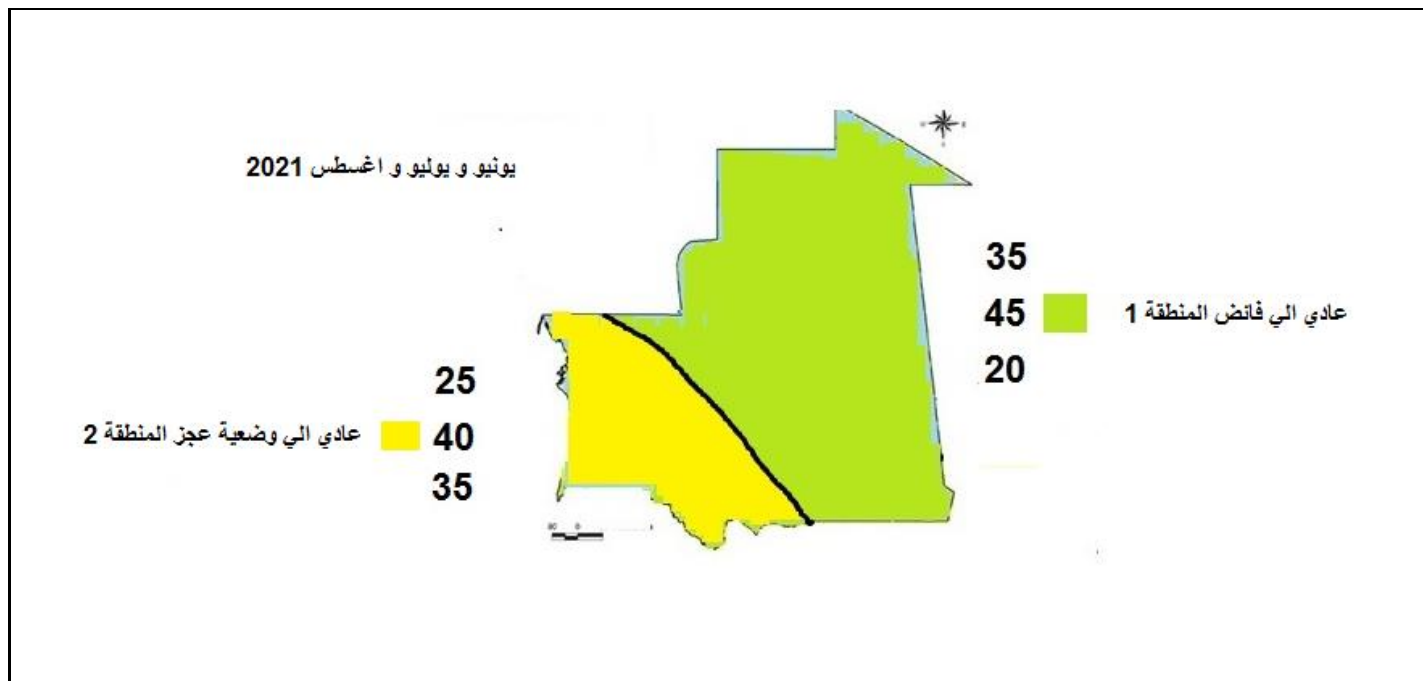 يونيو و يوليو و اغسطس 2021
35
45
20
عادي الي فائض المنطقة 1
25
40
35
عادي الي وضعية عجز المنطقة 2